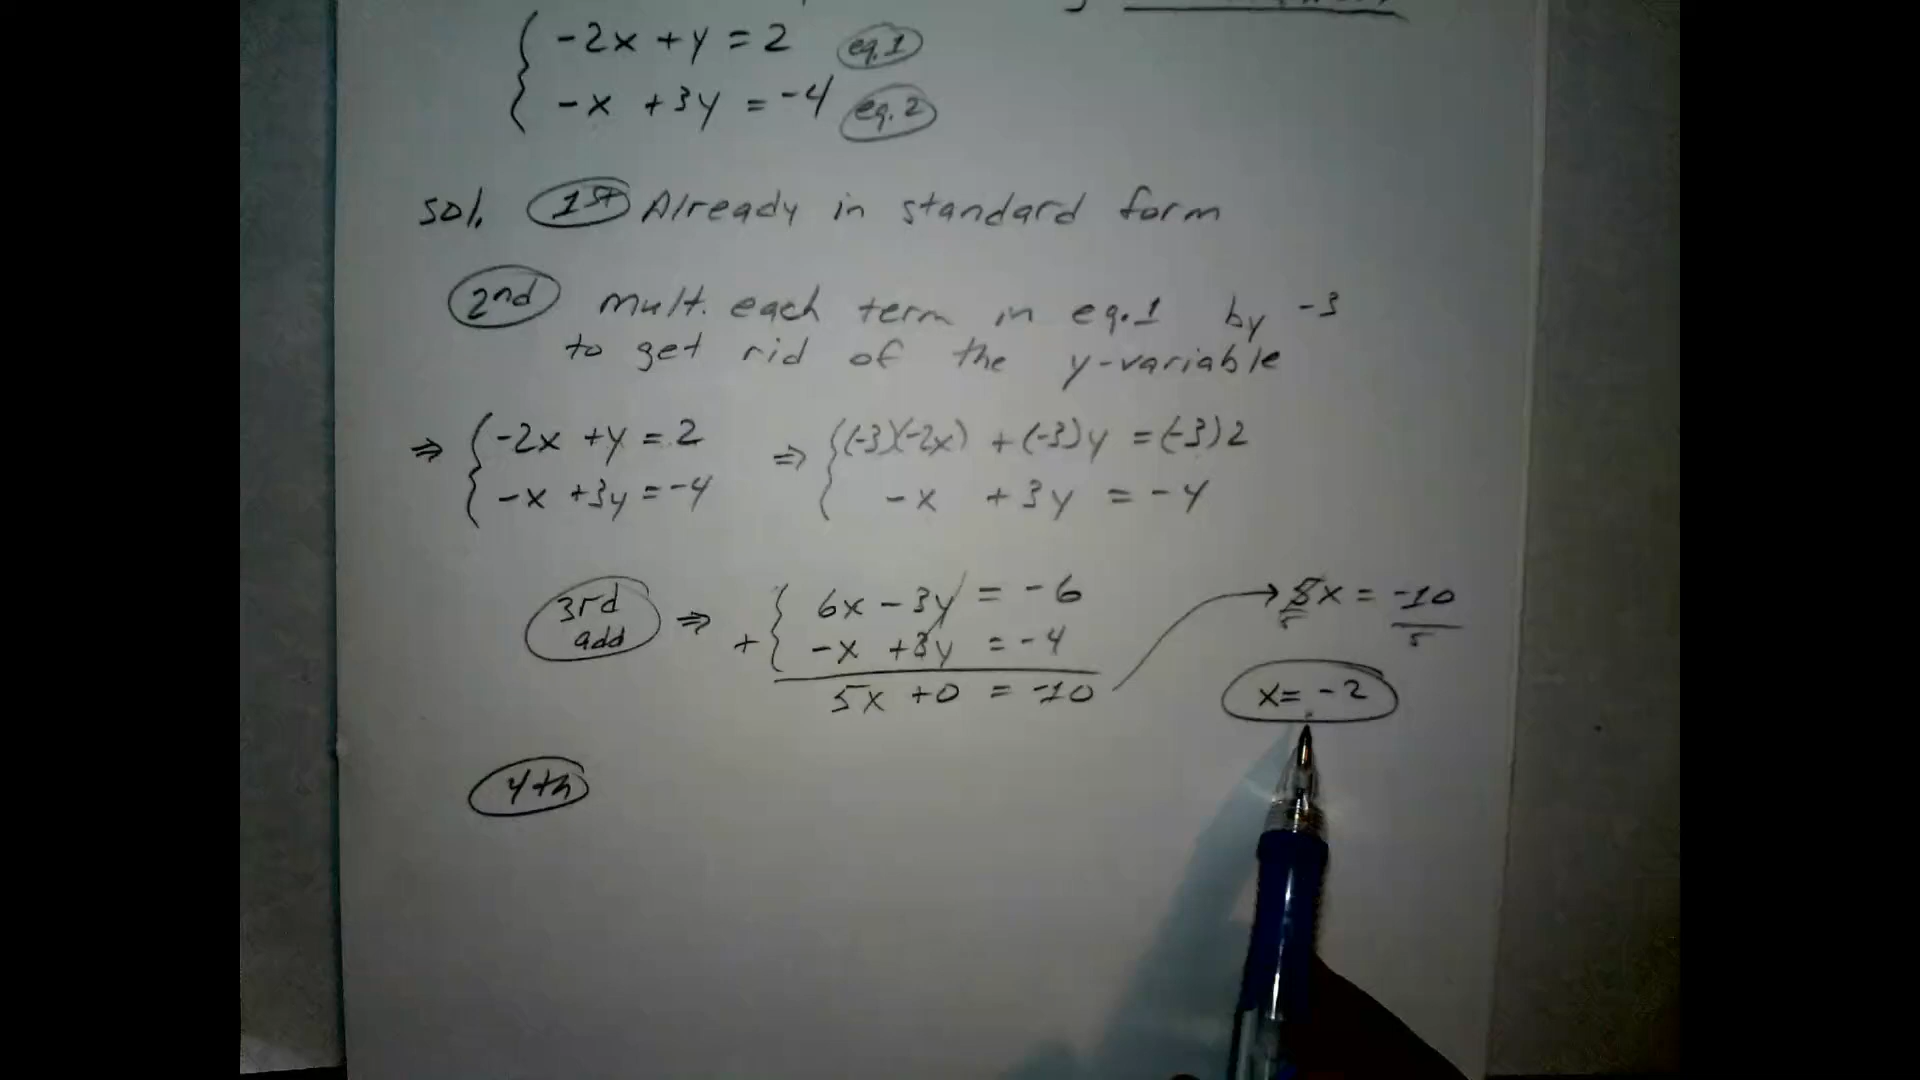 -2x + y = 2 eq.1
-x + 3y = -4 eq.2
sol. 1st Already in standard form
2nd mult. each term in eq.1 by -3
to get rid of the y-variable
⇒ { -2x + y = 2 ⇒ { (-3)(-2x) + (-3)y = (-3)2
-x + 3y = -4 -x + 3y = -4
3rd add ⇒ + { 6x - 3y = -6 → 5x = -10
5 5
-x + 3y = -4
5x + 0 = -10 x = -2
4th